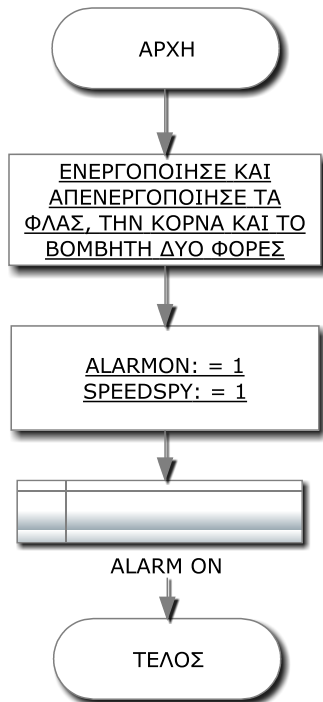 ΑΡΧΗ
ΕΝΕΡΓΟΠΟΙΗΣΕ ΚΑΙ
ΑΠΕΝΕΡΓΟΠΟΙΗΣΕ ΤΑ
ΦΛΑΣ, ΤΗΝ ΚΟΡΝΑ ΚΑΙ ΤΟ
ΒΟΜΒΗΤΗ ΔΥΟ ΦΟΡΕΣ
ALARMON: = 1
SPEEDSPY: = 1
ALARM ON
ΤΕΛΟΣ